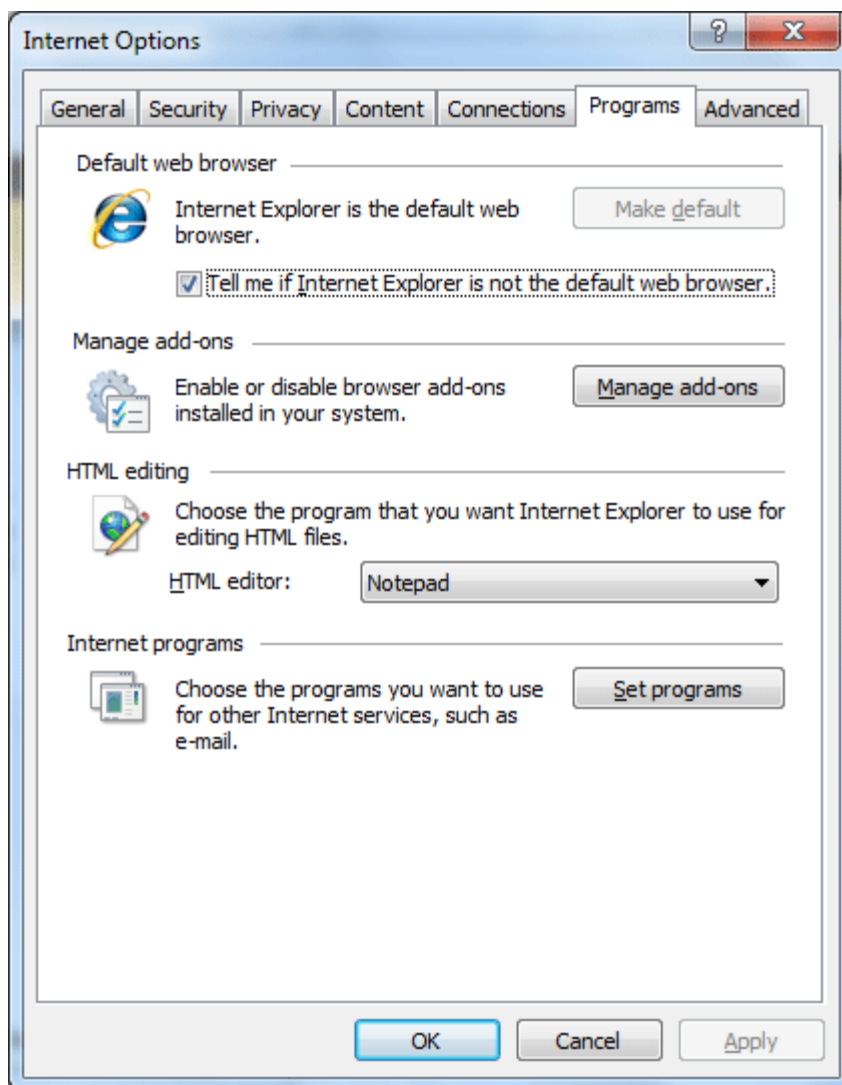 Internet Options
General Security Privacy Content Connections Programs Advanced
Default web browser
Internet Explorer is the default web
browser.
Make default
Tell me if Internet Explorer is not the default web browser.
Manage add-ons
Enable or disable browser add-ons
installed in your system.
Manage add-ons
HTML editing
Choose the program that you want Internet Explorer to use for
editing HTML files.
HTML editor: Notepad
Internet programs
Choose the programs you want to use
for other Internet services, such as
e-mail.
Set programs
OK Cancel Apply